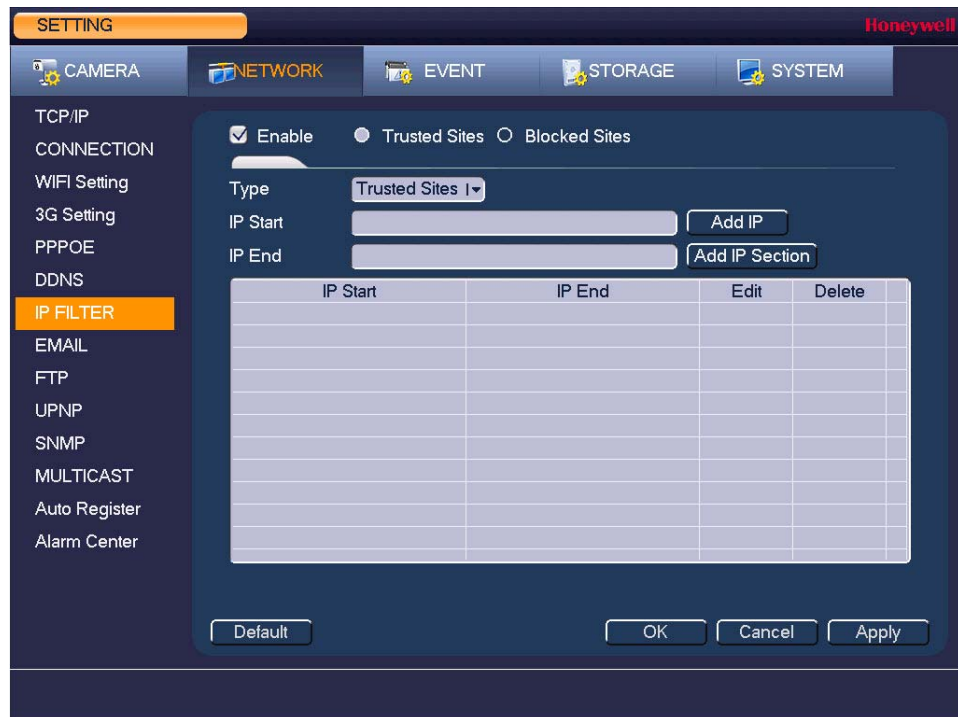 SETTING
Honeywell
CAMERA
NETWORK
EVENT
STORAGE
SYSTEM
TCP/IP
CONNECTION
WIFI Setting
3G Setting
PPPOE
DDNS
IP FILTER
EMAIL
FTP
UPNP
SNMP
MULTICAST
Auto Register
Alarm Center
Enable Trusted Sites Blocked Sites
Type Trusted Sites
IP Start Add IP
IP End Add IP Section
IP Start IP End Edit Delete
Default OK Cancel Apply